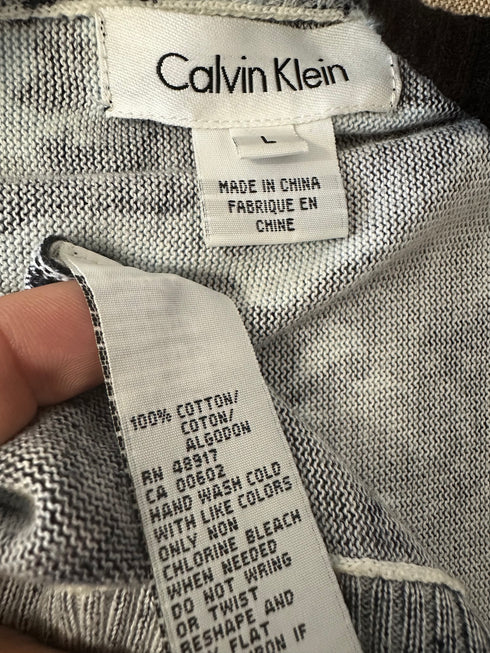 Calvin Klein
L
MADE IN CHINA
FABRIQUE EN
CHINE
100% COTTON/
COTON/
ALGODON
RN 48917
CA 00602
HAND WASH COLD
WITH LIKE COLORS
ONLY NON
CHLORINE BLEACH
WHEN NEEDED
DO NOT WRING
OR TWIST
RESHAPE AND
FLAT
IF